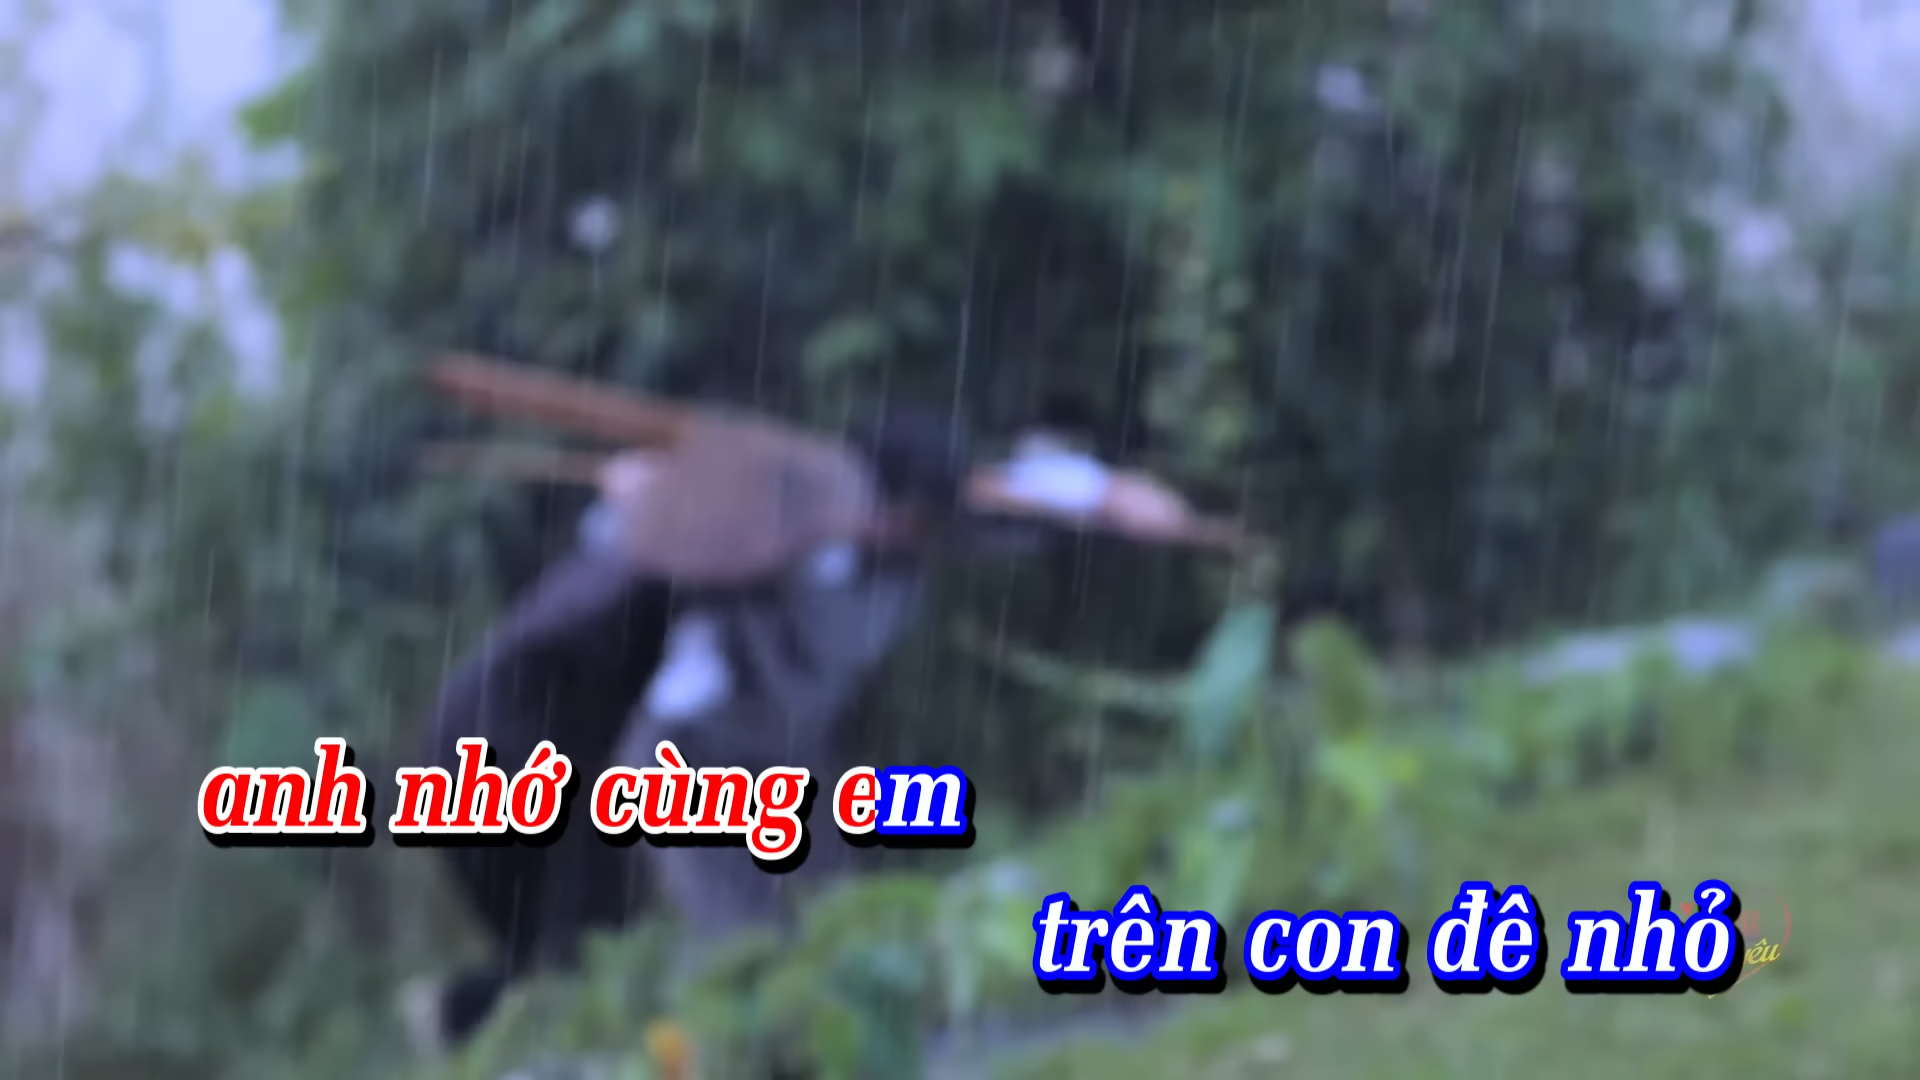 anh nhớ cùng em
trên con đê nhỏ